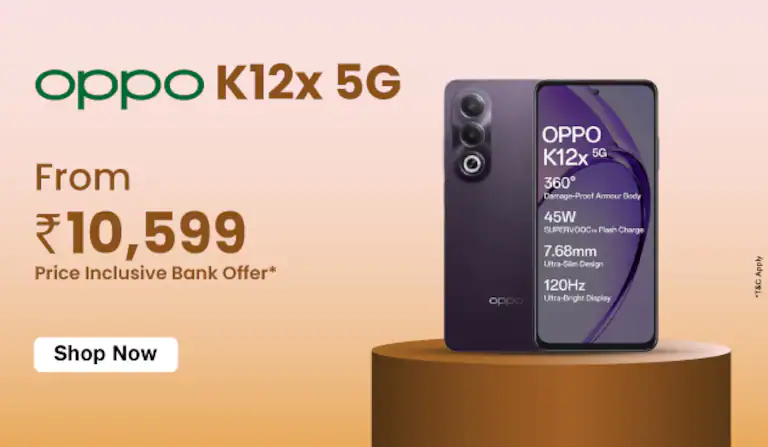 oppo K12x 5G
From
₹10,599
Price Inclusive Bank Offer*
Shop Now
OPPO
K12x 5G
360°
Damage-Proof Armour Body
45W
SUPERVOOC™ Flash Charge
7.68mm
Ultra-Slim Design
120Hz
Ultra-Bright Display
oppo
*T&C Apply